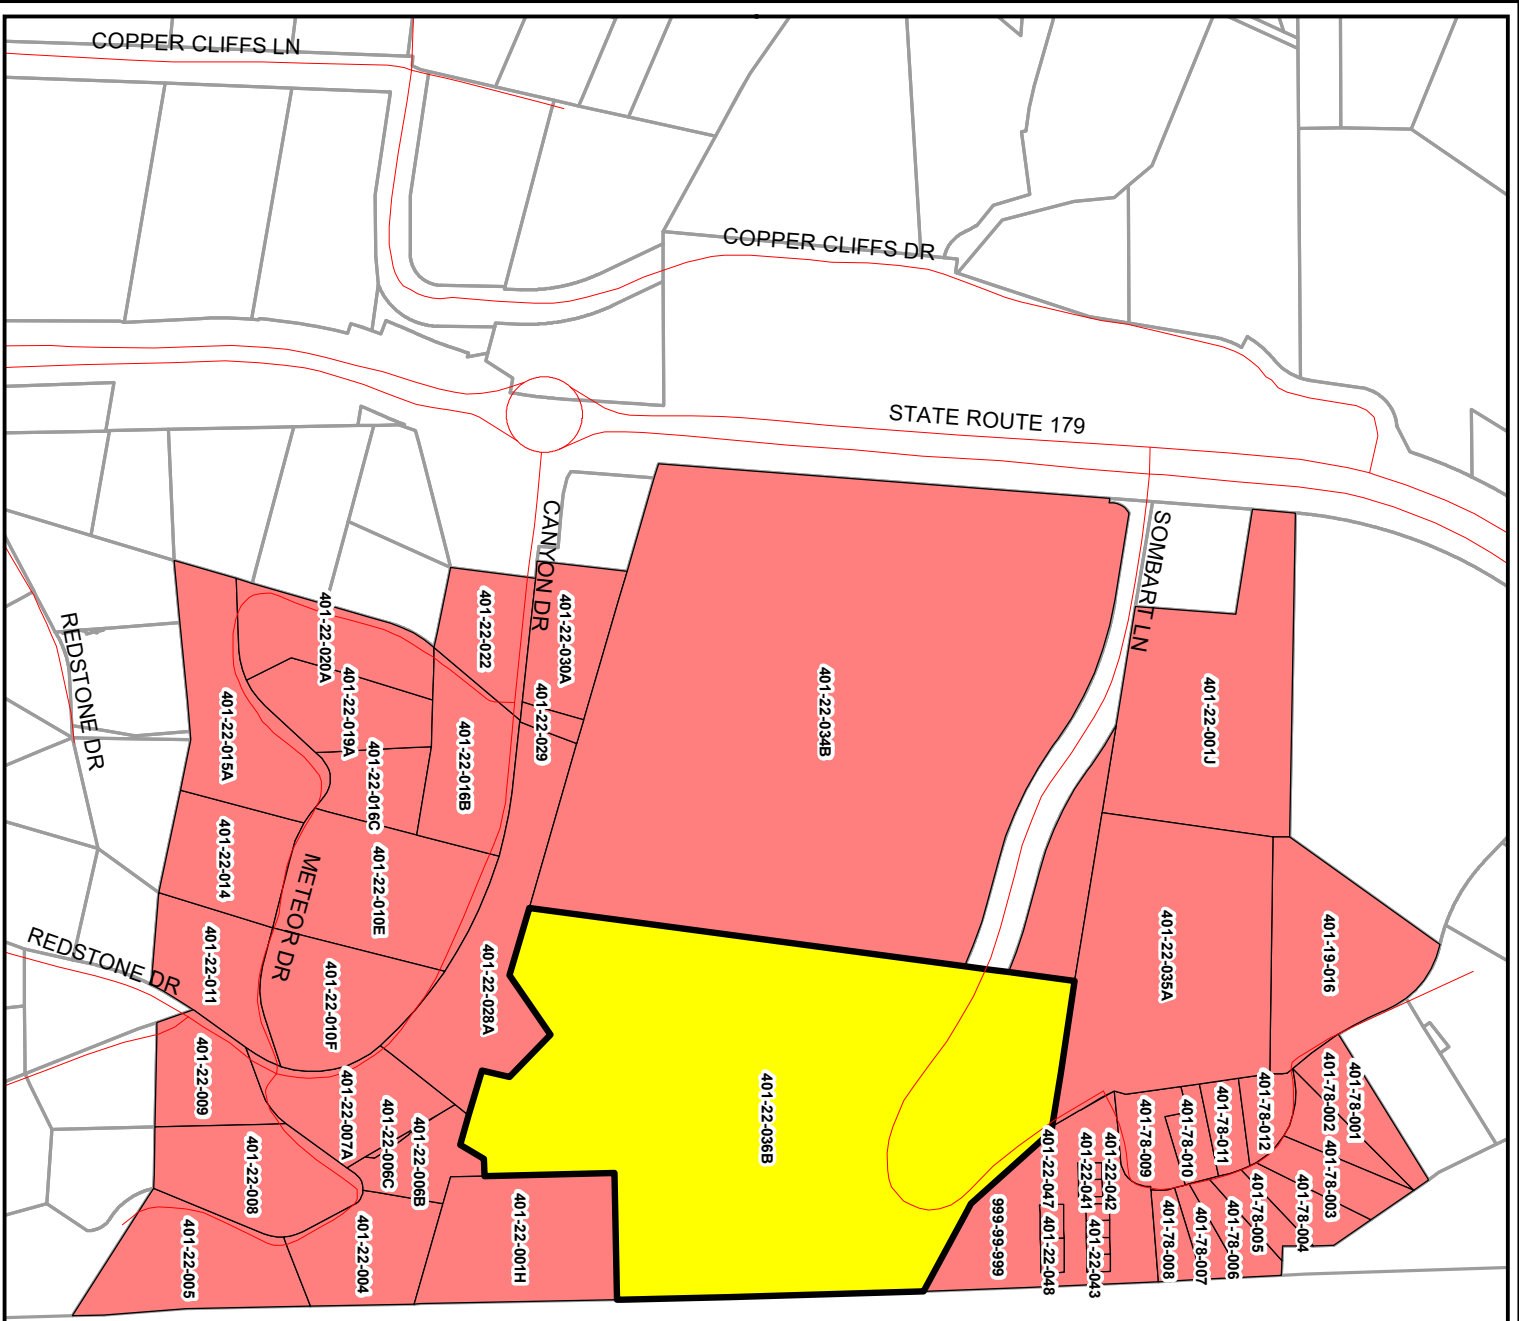 COPPER CLIFFS LN
COPPER CLIFFS DR
STATE ROUTE 179
CANYON DR
SOMBART LN
REDSTONE DR
METEOR DR
REDSTONE DR
401-22-020A
401-22-022
401-22-030A
401-22-029
401-22-019A
401-22-015A
401-22-016C
401-22-016B
401-22-034B
401-22-001J
401-22-014
401-22-010E
401-22-011
401-22-010F
401-22-028A
401-22-035A
401-19-016
401-22-009
401-22-007A
401-22-006C
401-22-006B
401-22-008
401-22-005
401-22-004
401-22-001H
401-22-036B
999-99-999
401-22-047
401-22-048
401-22-041
401-22-042
401-22-043
401-78-009
401-78-010
401-78-011
401-78-012
401-78-002
401-78-001
401-78-003
401-78-004
401-78-005
401-78-006
401-78-007
401-78-008